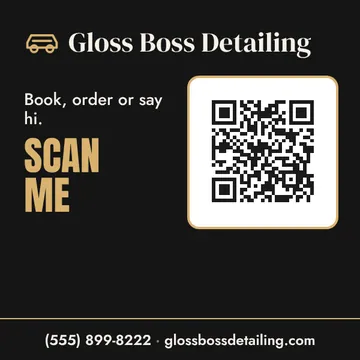 Gloss Boss Detailing
Book, order or say
hi.
SCAN
ME
(555) 899-8222 · glossbossdetailing.com